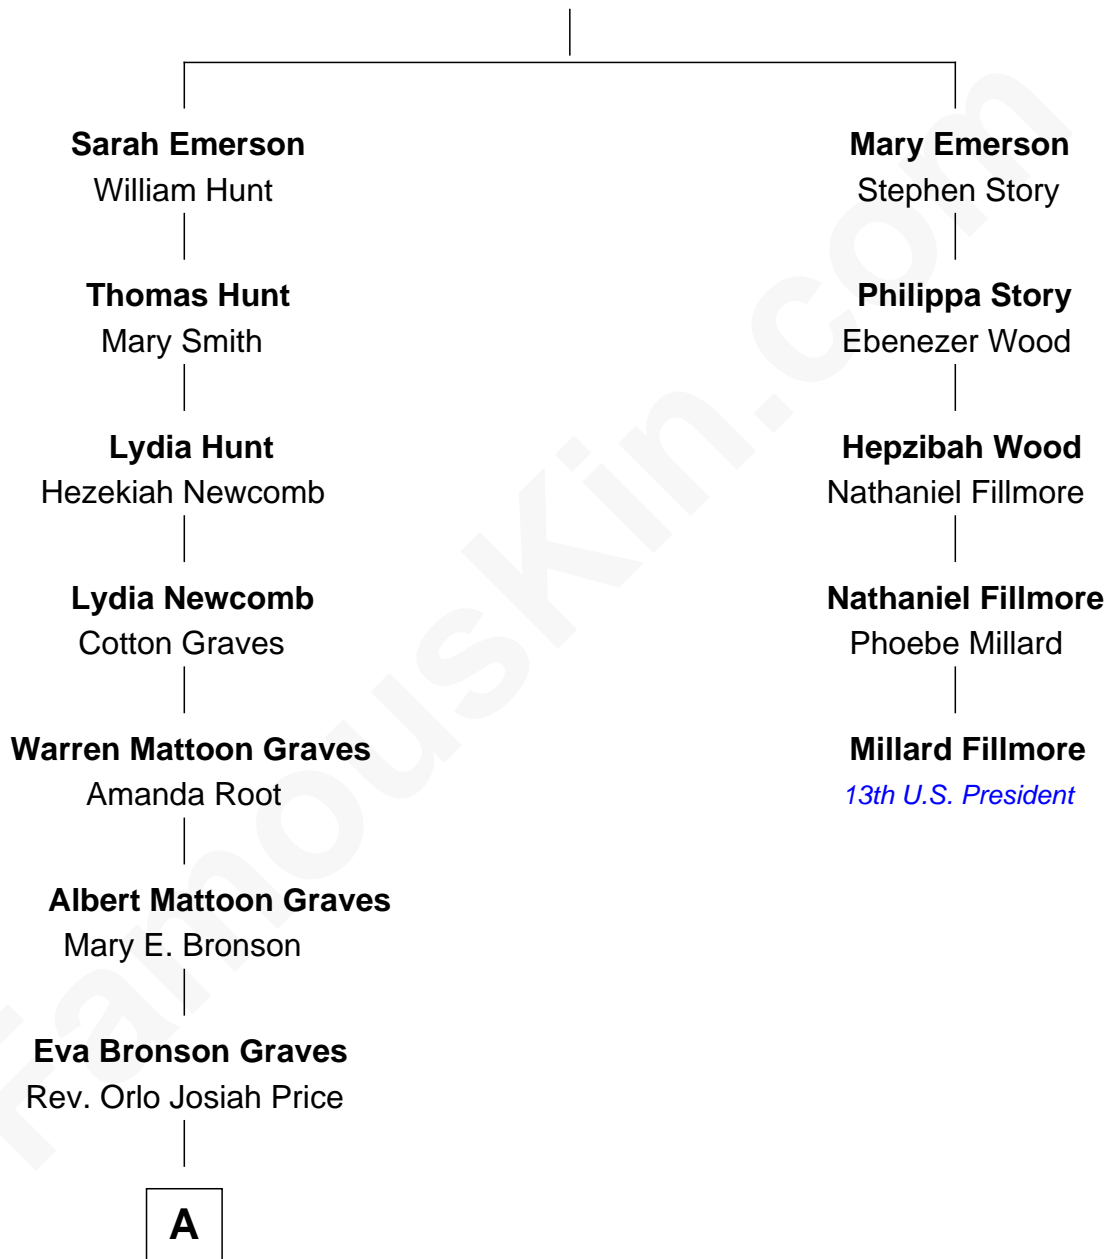 Sarah Emerson
William Hunt
Thomas Hunt
Mary Smith
Lydia Hunt
Hezekiah Newcomb
Lydia Newcomb
Cotton Graves
Warren Mattoon Graves
Amanda Root
Albert Mattoon Graves
Mary E. Bronson
Eva Bronson Graves
Rev. Orlo Josiah Price
A
Mary Emerson
Stephen Story
Philippa Story
Ebenezer Wood
Hepzibah Wood
Nathaniel Fillmore
Nathaniel Fillmore
Phoebe Millard
Millard Fillmore
13th U.S. President
FamousKin.com